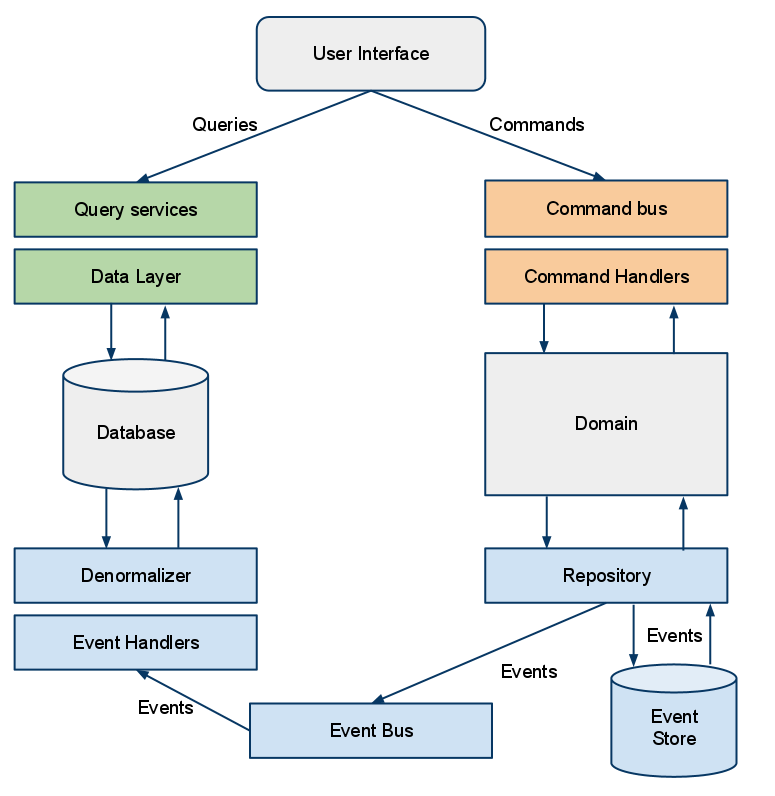 User Interface
Queries
Commands
Query services
Command bus
Data Layer
Command Handlers
Database
Domain
Denormalizer
Repository
Event Handlers
Events
Events
Events
Event Bus
Event
Store